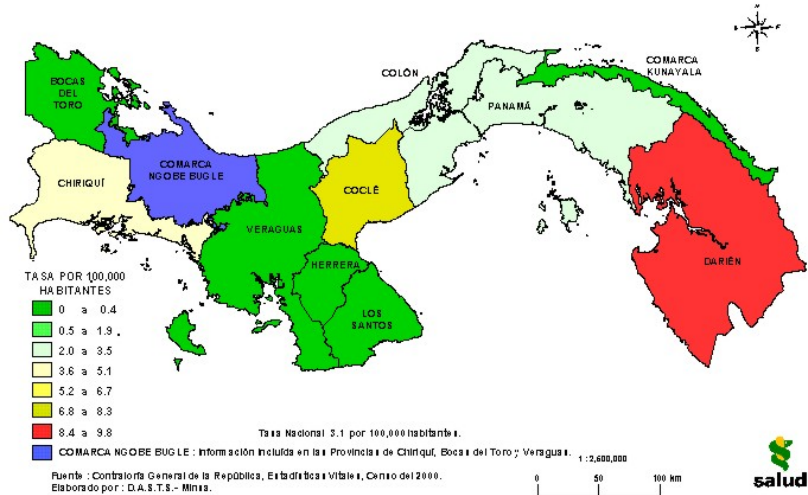 N
E
S
COMARCA
KUNAYALA
COLÓN
PANAMÁ
BOCAS
DEL
TORO
COMARCA
NGOBE BUGLE
CHIRIQUÍ
COCLÉ
VERAGUAS
HERRERA
LOS
SANTOS
DARIÉN
TASA POR 100,000
HABITANTES
0 a 0.4
0.5 a 1.9
2.0 a 3.5
3.6 a 5.1
5.2 a 6.7
6.8 a 8.3
8.4 a 9.8
Tasa Nacional 3.1 por 100,000 habitantes.
COMARCA NGOBE BUGLE : Información incluida en las Provincia de Chiriquí, Bocas del Toro y Veraguas.
1 : 2,600,000
Fuente : Contraloría General de la República, Estadísticas Vitales, Censo del 2000.
Elaborado por : D.A.S.T.S.- Minsa.
0 50 100 km
salud